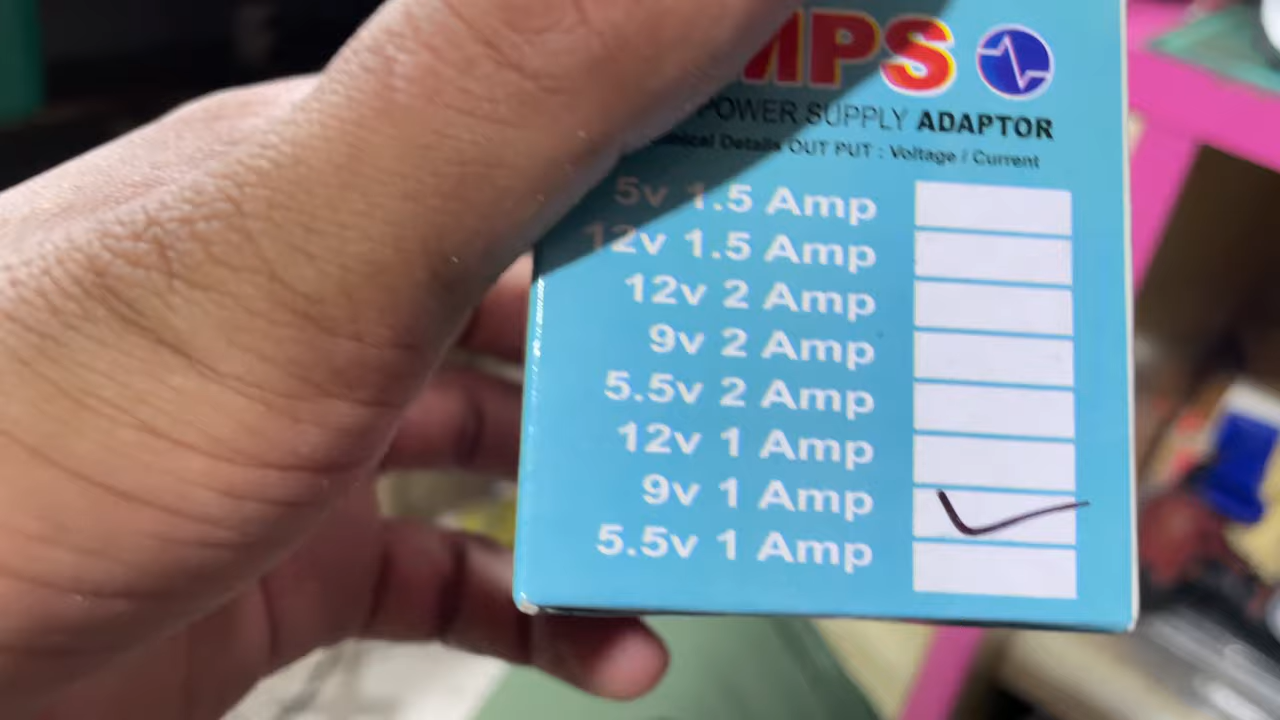 MPS
POWER SUPPLY ADAPTOR
Details OUT PUT : Voltage / Current
5v 1.5 Amp
12v 1.5 Amp
12v 2 Amp
9v 2 Amp
5.5v 2 Amp
12v 1 Amp
9v 1 Amp
5.5v 1 Amp